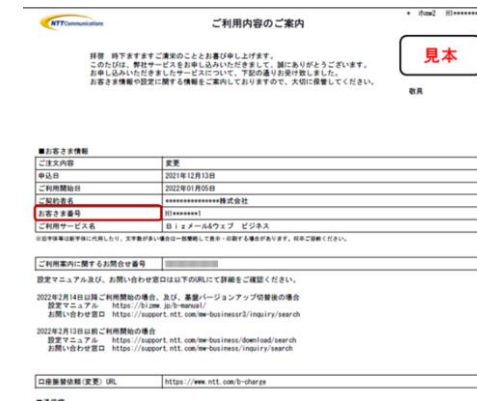 NTT Communications
ご利用内容のご案内
見本
拝啓 時下ますますご清栄のこととお喜び申し上げます。
このたびは、弊社サービスをお申し込みいただきまして、誠にありがとうございます。
お申し込みいただきましたサービスについて、下記の通りお受け致しました。
お客さま情報や設定に関する情報をご案内しておりますので、大切に保管してください。
敬具
■お客さま情報
ご注文内容 変更
申込日 2021年12月13日
ご利用開始日 2022年01月05日
ご契約者名 ***************株式会社
お客さま番号 H1*******1
ご利用サービス名 Bizメール&ウェブ ビジネス
ご利用案内に関するお問合せ番号
設定マニュアル及び、お問い合わせ窓口は以下のURLにて詳細をご確認ください。
2022年2月14日以降ご利用開始の場合、及び、基盤バージョンアップ切替後の場合
設定マニュアル https://bizmw.jp/b-manual/
お問い合わせ窓口 https://support.ntt.com/mw-businessr3/inquiry/search
2022年2月13日以前ご利用開始の場合
設定マニュアル https://support.ntt.com/mw-business/download/search
お問い合わせ窓口 https://support.ntt.com/mw-business/inquiry/search
口座振替依頼(変更) URL https://www.ntt.com/b-charge